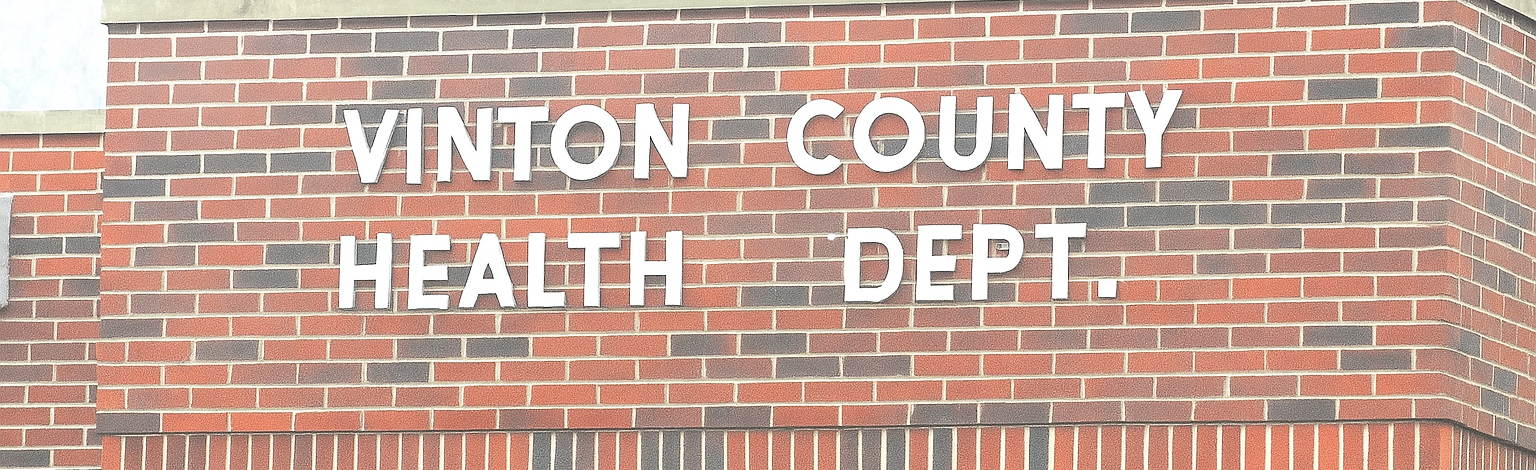 VINTON COUNTY
HEALTH DEPT.